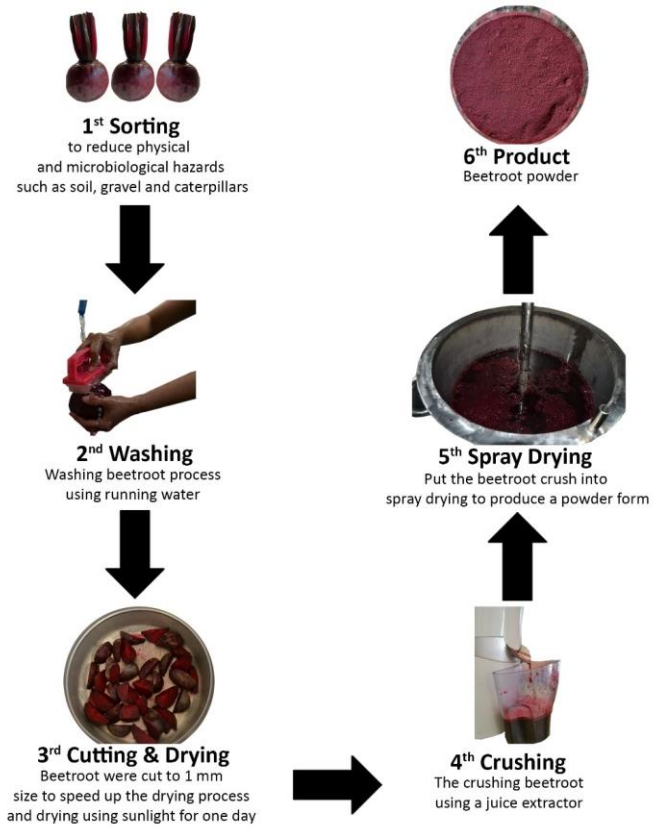 1st Sorting
to reduce physical
and microbiological hazards
such as soil, gravel and caterpillars
2nd Washing
Washing beetroot process
using running water
3rd Cutting & Drying
Beetroot were cut to 1 mm
size to speed up the drying process
and drying using sunlight for one day
4th Crushing
The crushing beetroot
using a juice extractor
5th Spray Drying
Put the beetroot crush into
spray drying to produce a powder form
6th Product
Beetroot powder